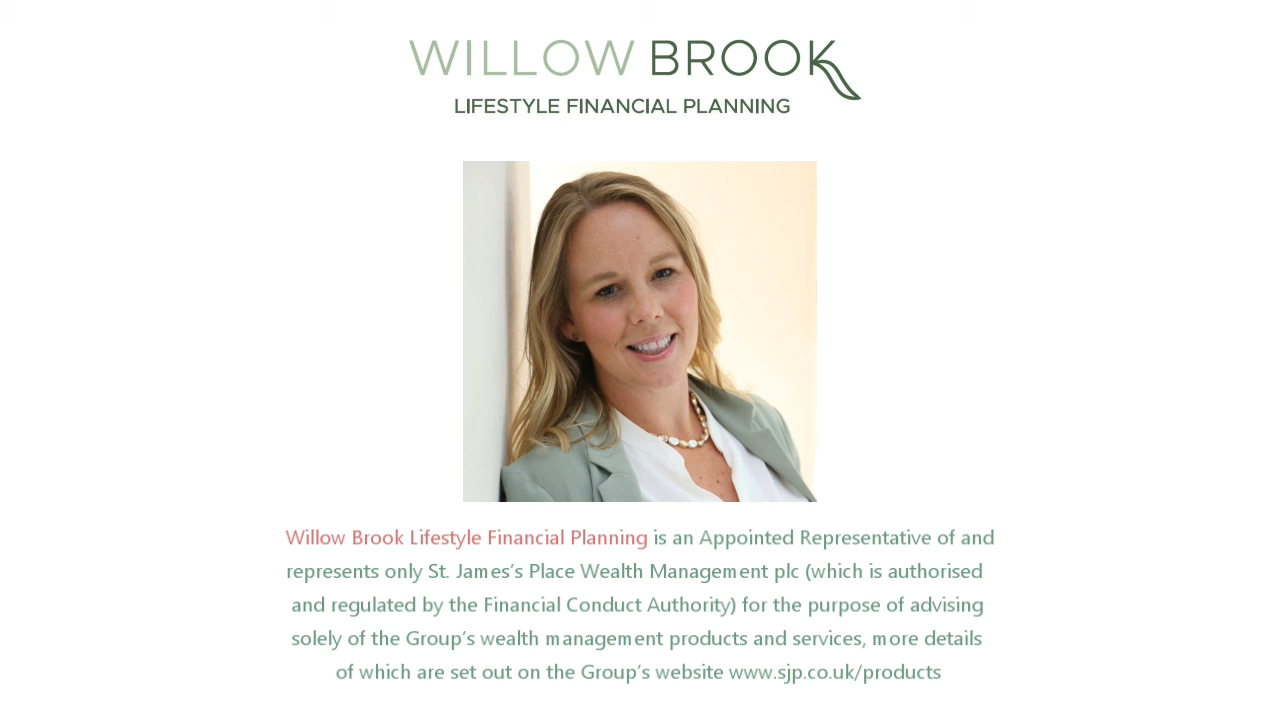 WILLOW BROOK
LIFESTYLE FINANCIAL PLANNING
Willow Brook Lifestyle Financial Planning is an Appointed Representative of and
represents only St. James’s Place Wealth Management plc (which is authorised
and regulated by the Financial Conduct Authority) for the purpose of advising
solely of the Group’s wealth management products and services, more details
of which are set out on the Group’s website www.sjp.co.uk/products